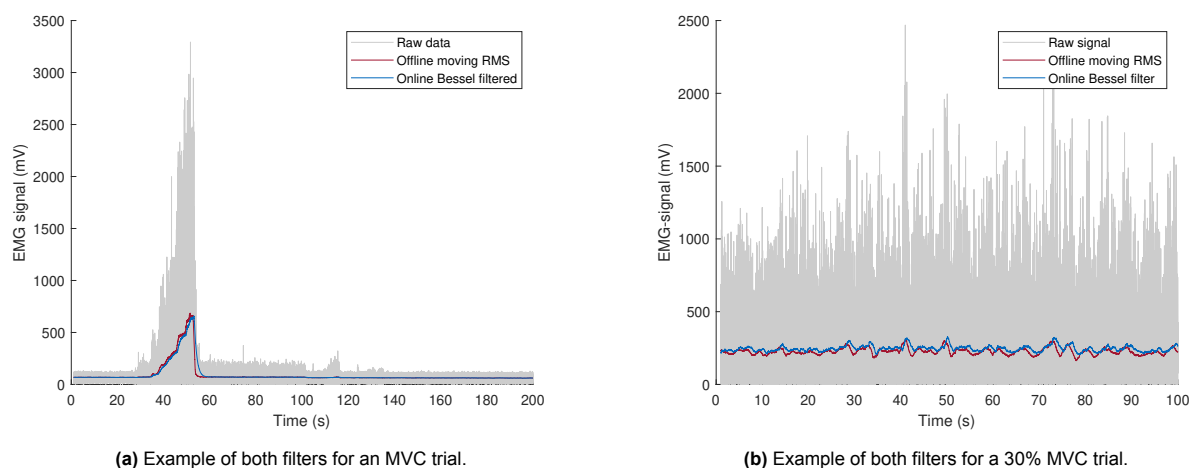 3500
3000
2500
2000
1500
1000
500
0
EMG signal (mV)
Raw data
Offline moving RMS
Online Bessel filtered
0 20 40 60 80 100 120 140 160 180 200
Time (s)
(a) Example of both filters for an MVC trial.
2500
2000
1500
1000
500
0
EMG-signal (mV)
Raw signal
Offline moving RMS
Online Bessel filter
0 10 20 30 40 50 60 70 80 90 100
Time (s)
(b) Example of both filters for a 30% MVC trial.